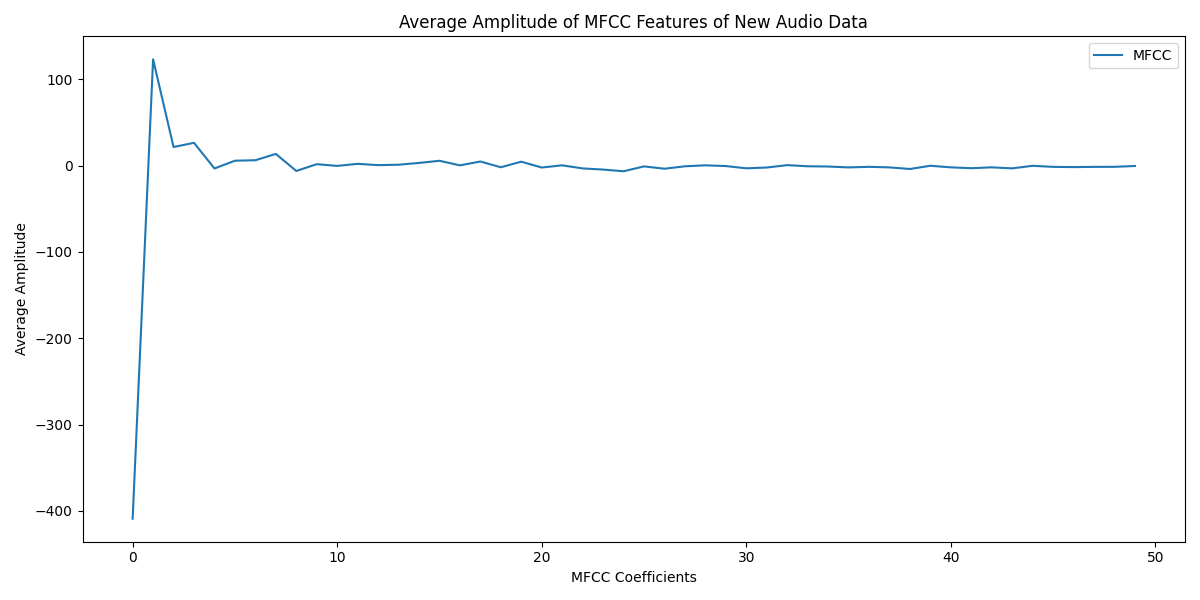 Average Amplitude of MFCC Features of New Audio Data
MFCC
100
0
−100
−200
−300
−400
Average Amplitude
0 10 20 30 40 50
MFCC Coefficients